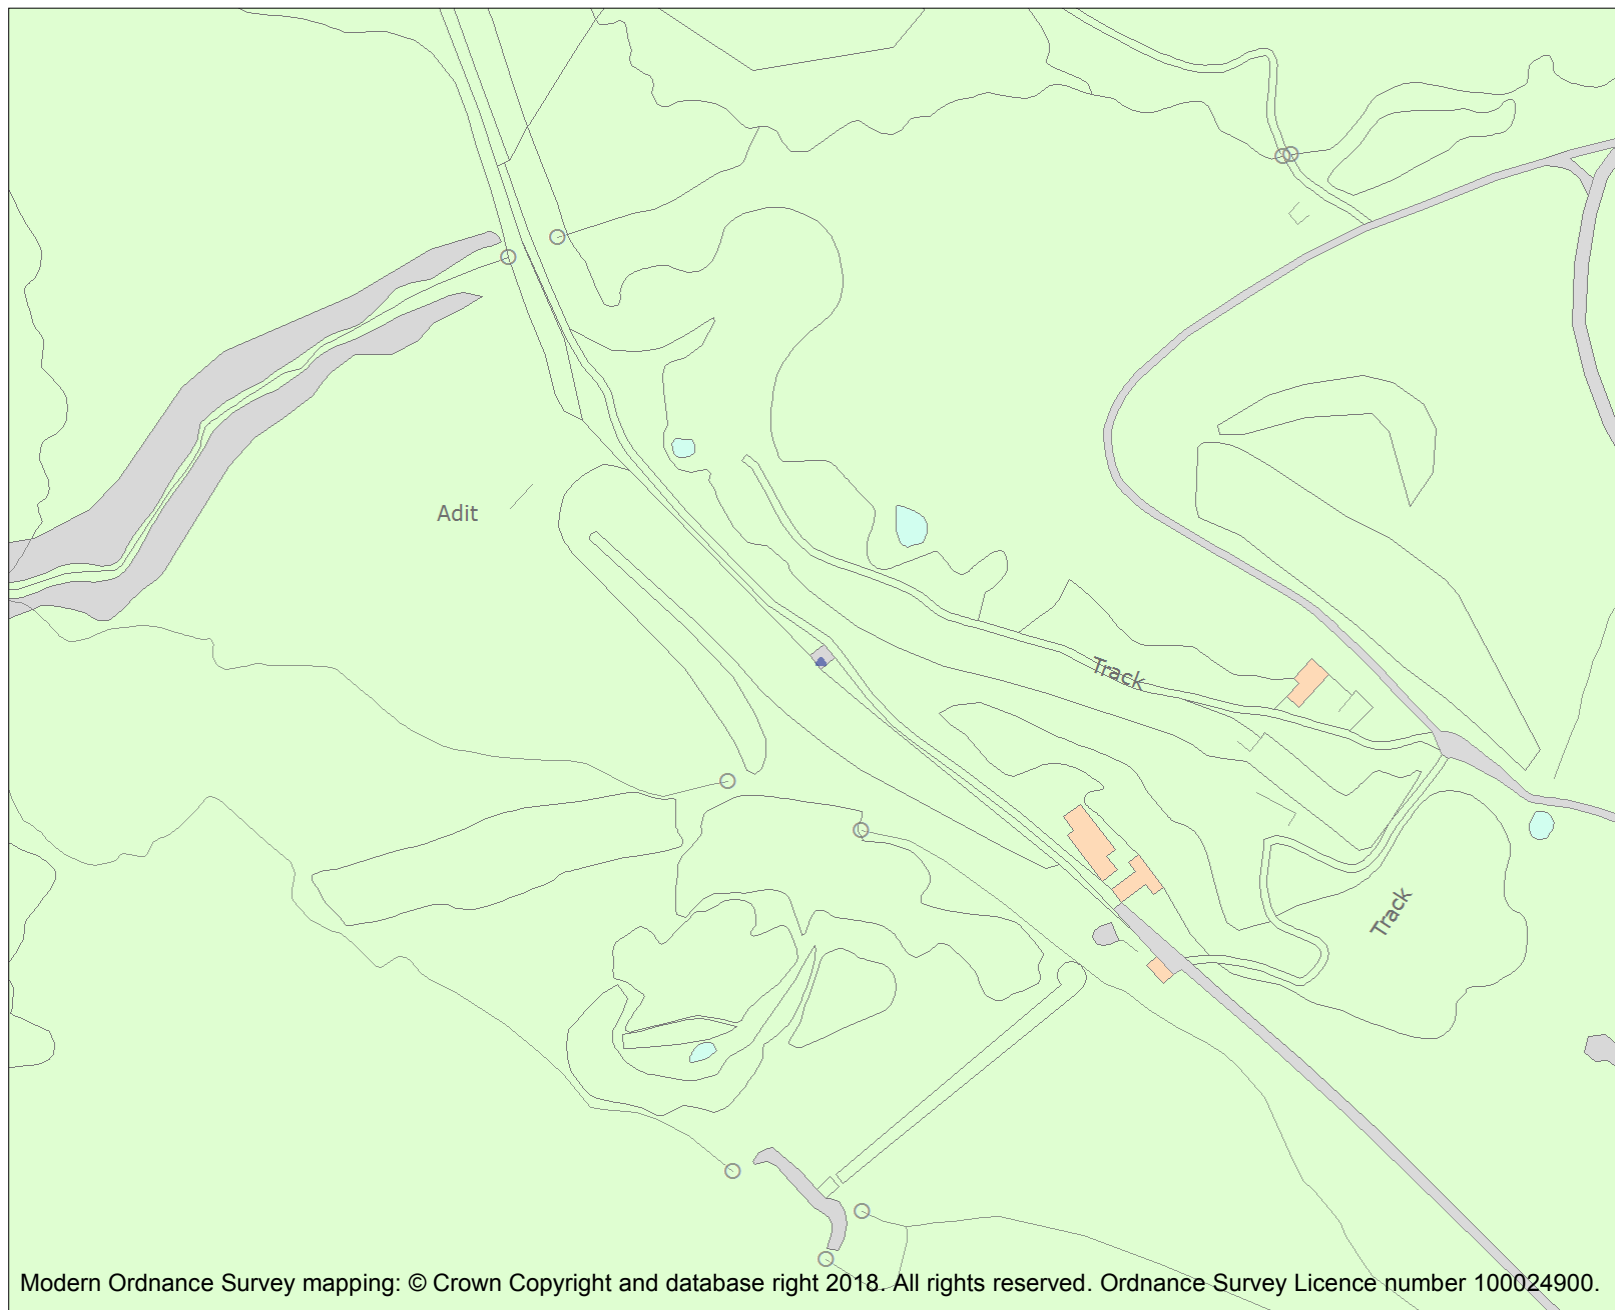 Adit
Track
Track
Modern Ordnance Survey mapping: © Crown Copyright and database right 2018. All rights reserved. Ordnance Survey Licence number 100024900.